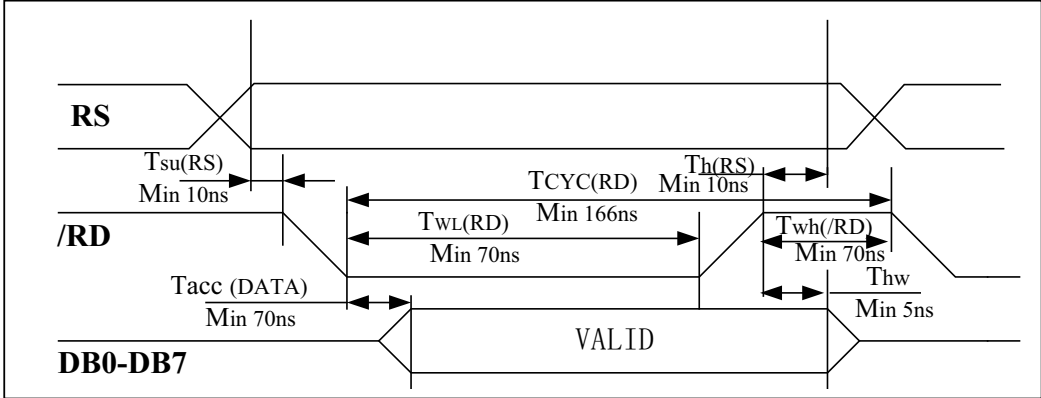 RS
Tsu(RS)
Min 10ns
Th(RS)
Min 10ns
TCYC(RD)
Min 166ns
/RD
TWL(RD)
Min 70ns
Twh(/RD)
Min 70ns
Tacc (DATA)
Min 70ns
Thw
Min 5ns
VALID
DB0-DB7